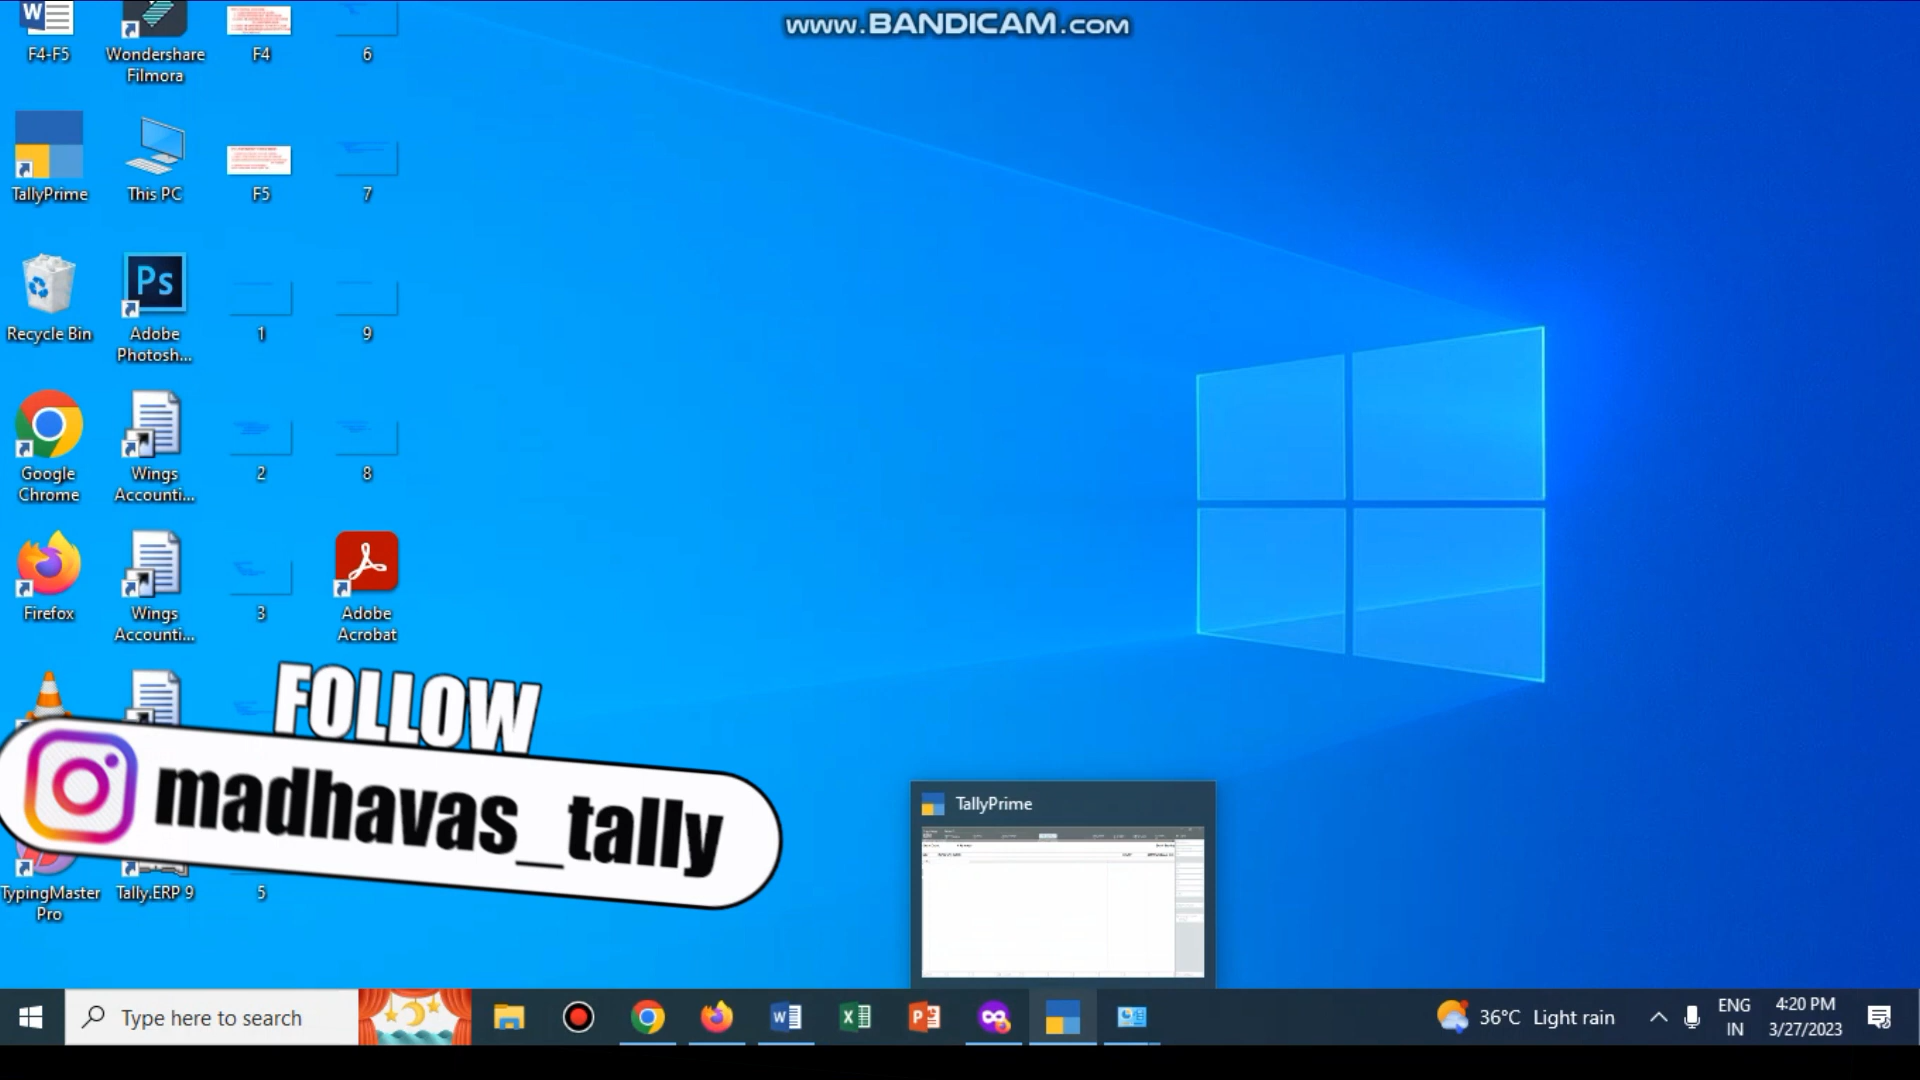 www.BANDICAM.com
F4-F5
Wondershare
Filmora
F4
6
TallyPrime
This PC
F5
7
Recycle Bin
Ps
Adobe
Photosh...
1
9
Google
Chrome
Wings
Accounti...
2
8
Firefox
Wings
Accounti...
3
Adobe
Acrobat
FOLLOW
madhavas_tally
TypingMaster
Pro
Tally.ERP 9
5
TallyPrime
Type here to search
36°C Light rain
ENG
IN
4:20 PM
3/27/2023